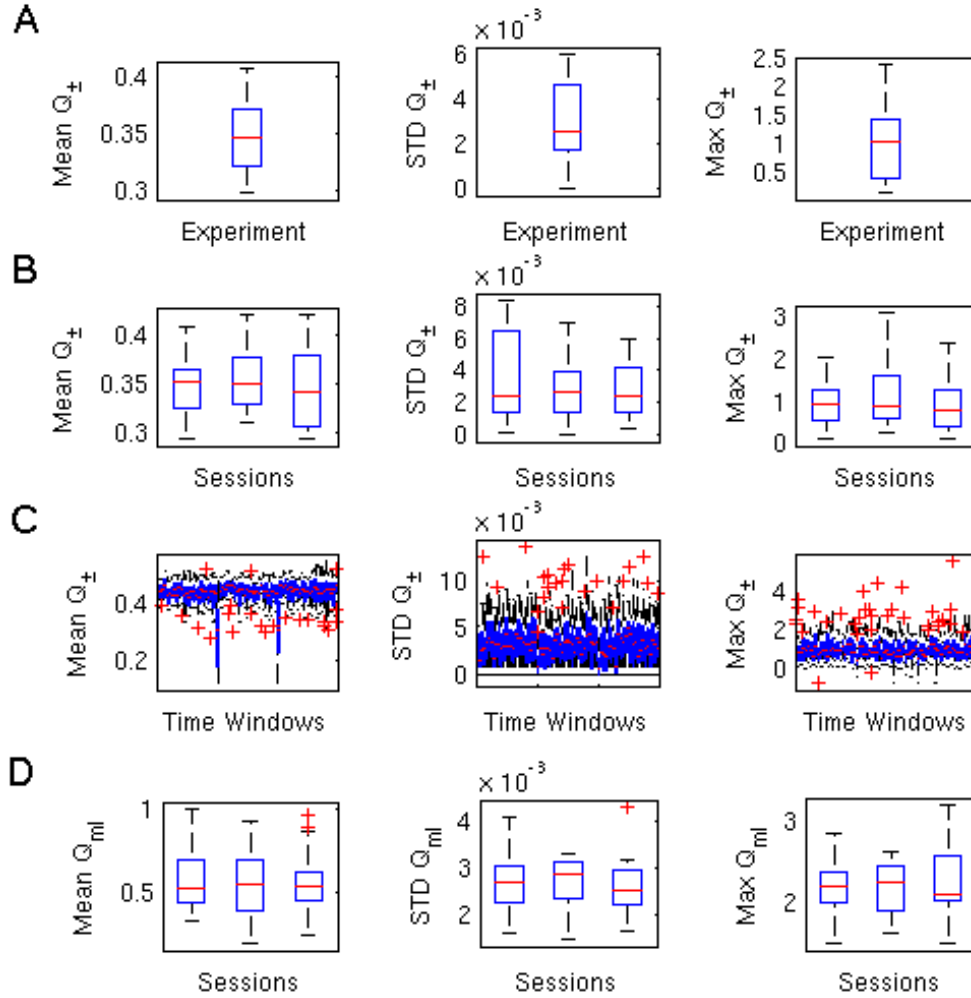 A
Mean Q±
0.4
0.35
0.3
Experiment
× 10^-3
STD Q±
6
4
2
0
Experiment
Max Q±
2.5
2
1.5
1
0.5
Experiment
B
Mean Q±
0.4
0.35
0.3
Sessions
× 10^-3
STD Q±
8
6
4
2
0
Sessions
Max Q±
3
2
1
0
Sessions
C
Mean Q±
0.4
0.2
Time Windows
× 10^-3
STD Q±
10
5
0
Time Windows
Max Q±
4
2
0
Time Windows
D
Mean Qml
1
0.5
Sessions
× 10^-3
STD Qml
4
3
2
Sessions
Max Qml
3
2
Sessions